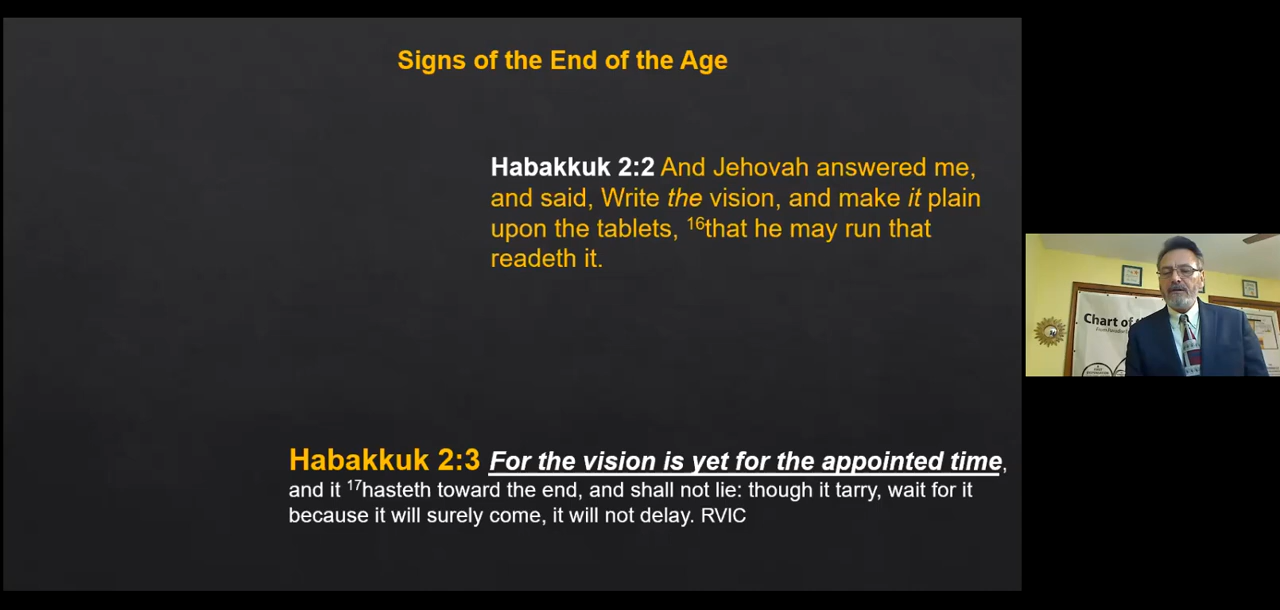 Signs of the End of the Age
Habakkuk 2:2 And Jehovah answered me,
and said, Write the vision, and make it plain
upon the tablets, 16that he may run that
readeth it.
Chart of
Habakkuk 2:3 For the vision is yet for the appointed time,
and it 17hasteth toward the end, and shall not lie: though it tarry, wait for it
because it will surely come, it will not delay. RVIC